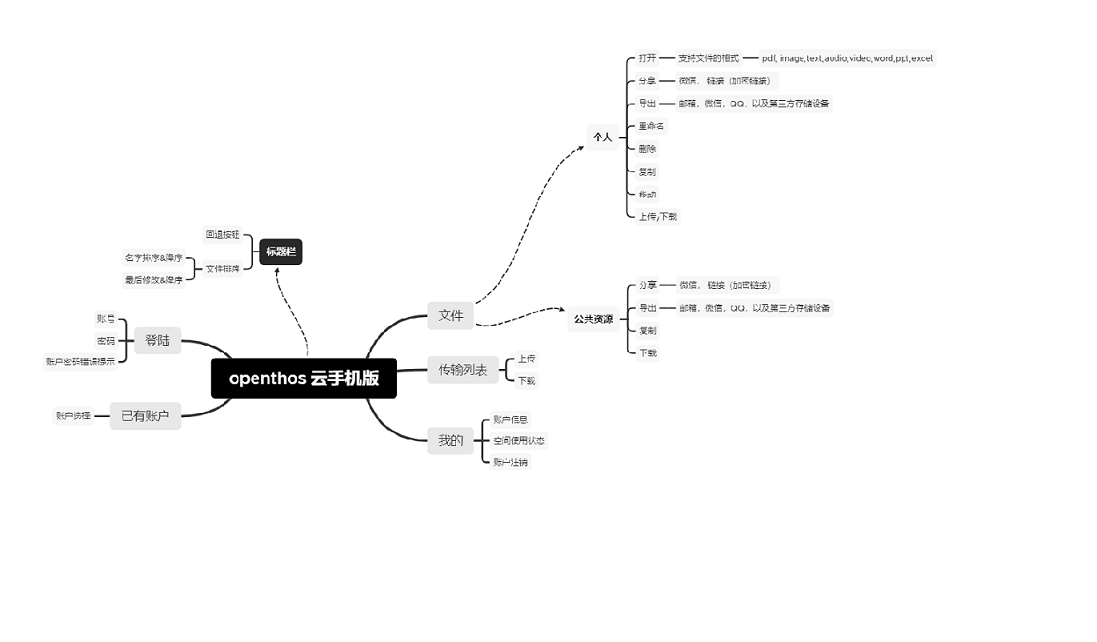 打开
支持文件的格式
pdf, image,text,audio,video,word,ppt,excel
分享
微信， 链接（加密链接）
导出
邮箱，微信，QQ，以及第三方存储设备
个人
重命名
删除
复制
移动
上传/下载
回退按钮
标题栏
名字排序&降序
文件排序
最后修改&降序
分享
微信， 链接（加密链接）
导出
邮箱，微信，QQ，以及第三方存储设备
公共资源
复制
下载
文件
账号
登陆
密码
账户密码错误提示
openthos 云手机版
传输列表
上传
下载
账户选择
已有账户
我的
账户信息
空间使用状态
账户注销